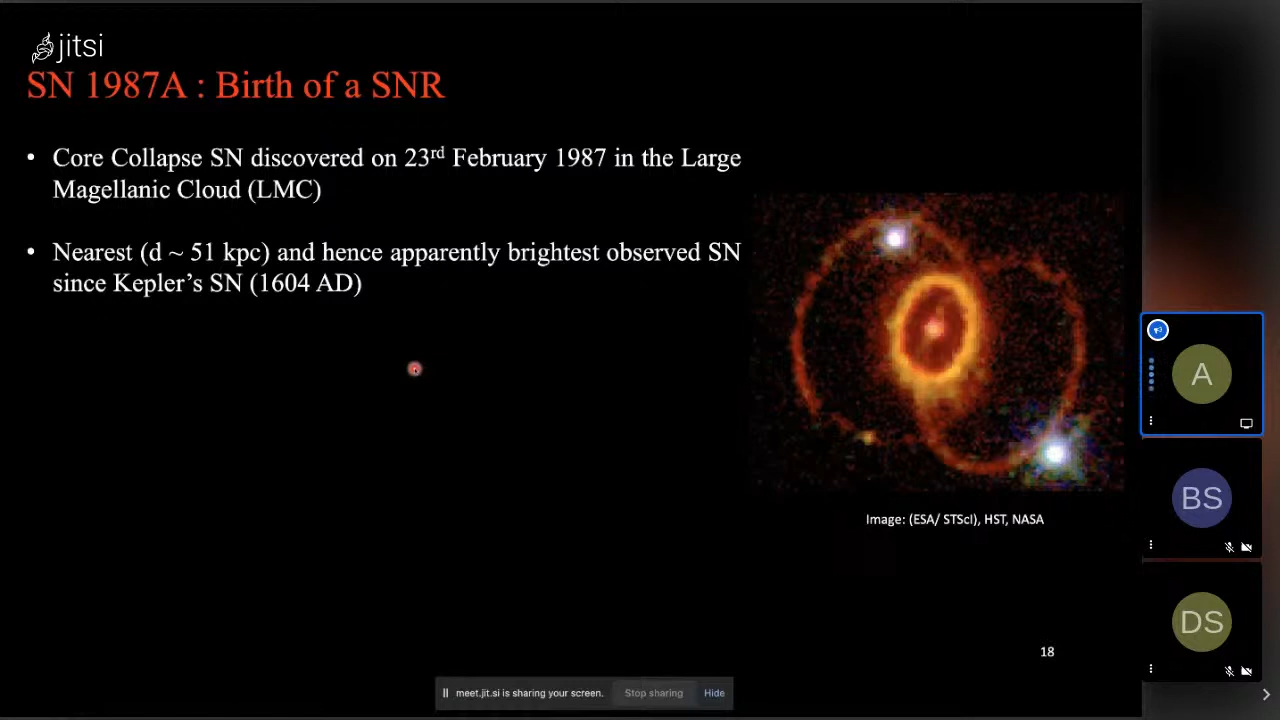 jitsi
SN 1987A : Birth of a SNR
• Core Collapse SN discovered on 23rd February 1987 in the Large
Magellanic Cloud (LMC)
• Nearest (d ~ 51 kpc) and hence apparently brightest observed SN
since Kepler's SN (1604 AD)
Image: (ESA/ STScI), HST, NASA
18
A
BS
DS
meet.jit.si is sharing your screen. Stop sharing Hide